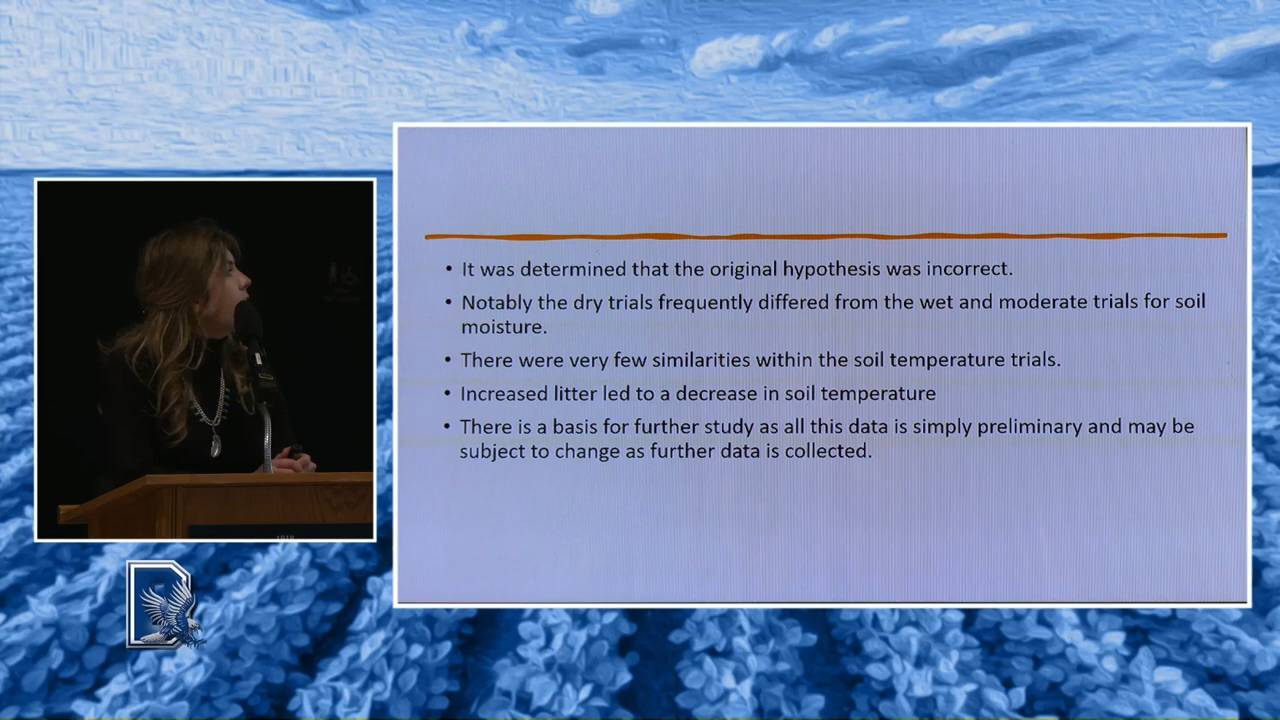 • It was determined that the original hypothesis was incorrect.
• Notably the dry trials frequently differed from the wet and moderate trials for soil
moisture.
• There were very few similarities within the soil temperature trials.
• Increased litter led to a decrease in soil temperature
• There is a basis for further study as all this data is simply preliminary and may be
subject to change as further data is collected.
D